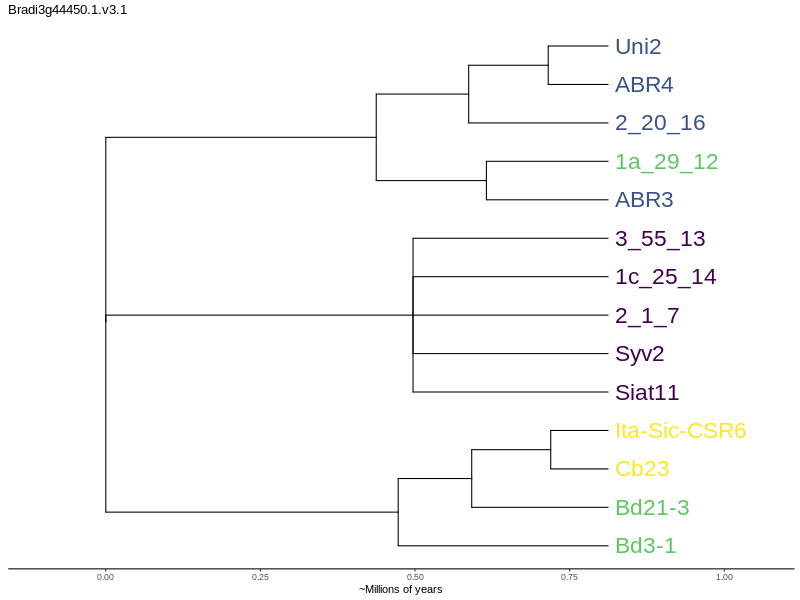 Bradi3g44450.1.v3.1
Uni2
ABR4
2_20_16
1a_29_12
ABR3
3_55_13
1c_25_14
2_1_7
Syv2
Siat11
Ita-Sic-CSR6
Cb23
Bd21-3
Bd3-1
0.00 0.25 0.50 0.75 1.00
~Millions of years